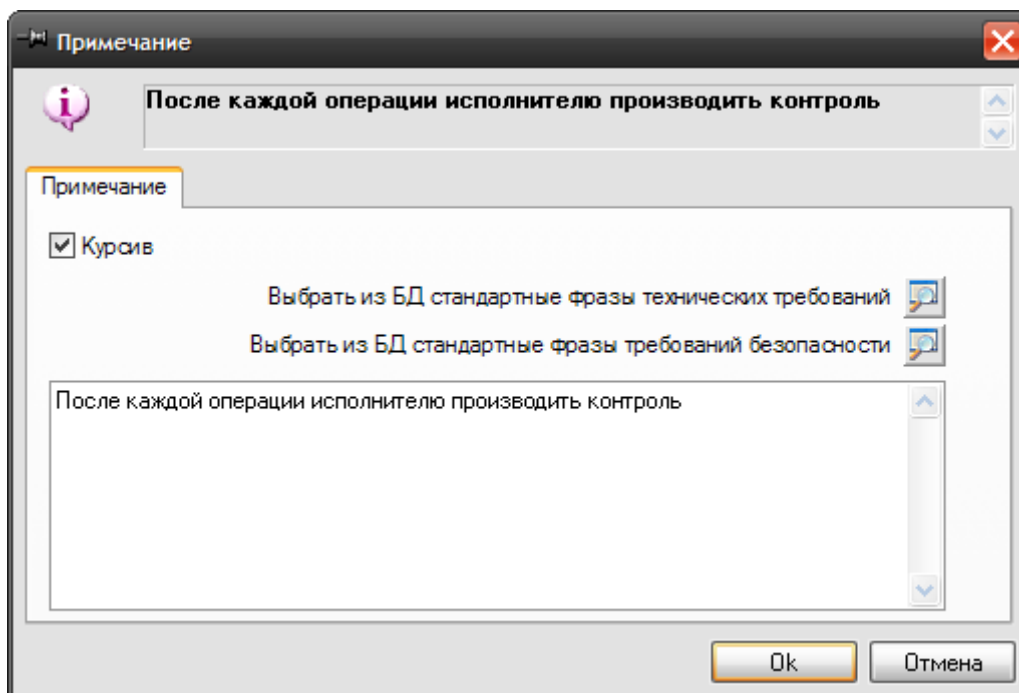 Примечание
После каждой операции исполнителю производить контроль
Примечание
Курсив
Выбрать из БД стандартные фразы технических требований
Выбрать из БД стандартные фразы требований безопасности
После каждой операции исполнителю производить контроль
Ok
Отмена